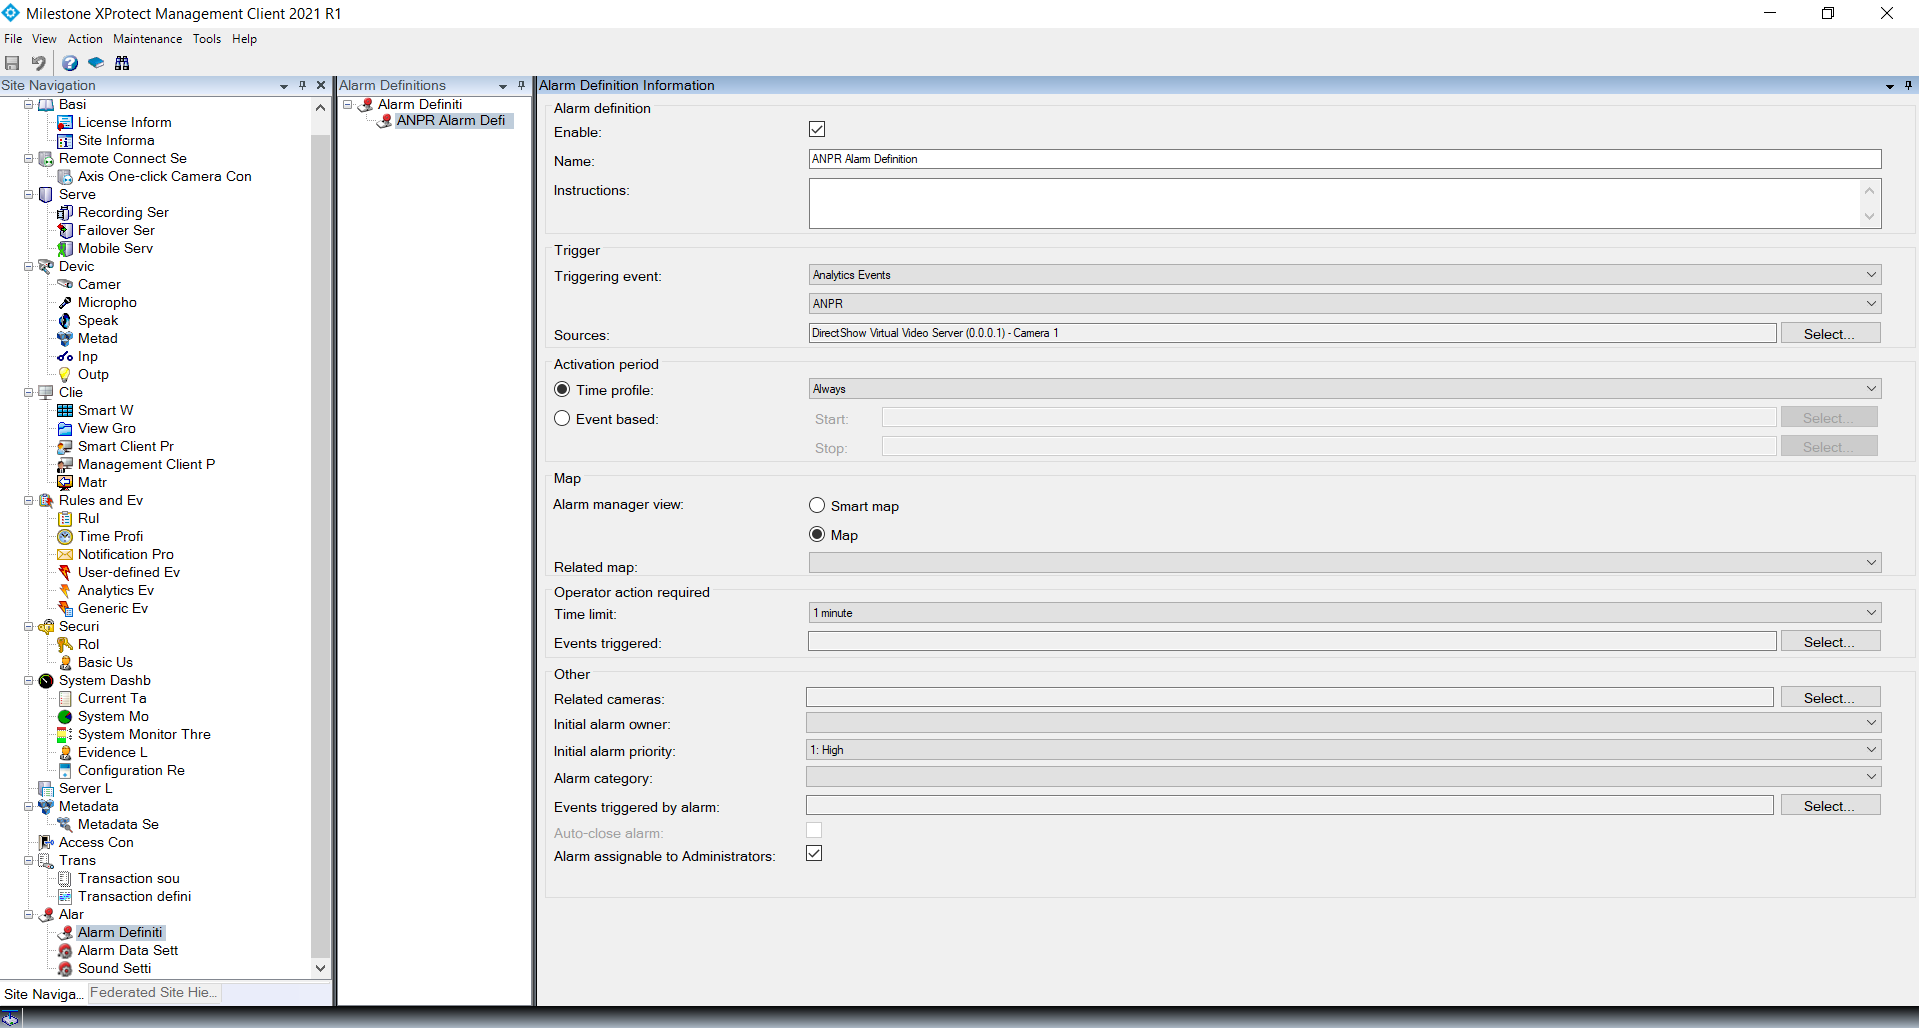 Milestone XProtect Management Client 2021 R1
File View Action Maintenance Tools Help
Site Navigation
Basi
License Inform
Site Informa
Remote Connect Se
Axis One-click Camera Con
Serve
Recording Ser
Failover Ser
Mobile Serv
Devic
Camer
Micropho
Speak
Metad
Inp
Outp
Clie
Smart W
View Gro
Smart Client Pr
Management Client P
Matr
Rules and Ev
Rul
Time Profi
Notification Pro
User-defined Ev
Analytics Ev
Generic Ev
Securi
Rol
Basic Us
System Dashb
Current Ta
System Mo
System Monitor Thre
Evidence L
Configuration Re
Server L
Metadata
Metadata Se
Access Con
Trans
Transaction sou
Transaction defini
Alar
Alarm Definiti
Alarm Data Sett
Sound Setti
Site Naviga... Federated Site Hie...
Alarm Definitions
Alarm Definiti
ANPR Alarm Defi
Alarm Definition Information
Alarm definition
Enable:
Name: ANPR Alarm Definition
Instructions:
Trigger
Triggering event: Analytics Events
ANPR
Sources: DirectShow Virtual Video Server (0.0.0.1) - Camera 1 Select...
Activation period
Time profile: Always
Event based: Start: Select...
Stop: Select...
Map
Alarm manager view: Smart map
Map
Related map:
Operator action required
Time limit: 1 minute
Events triggered: Select...
Other
Related cameras: Select...
Initial alarm owner:
Initial alarm priority: 1: High
Alarm category:
Events triggered by alarm: Select...
Auto-close alarm:
Alarm assignable to Administrators: